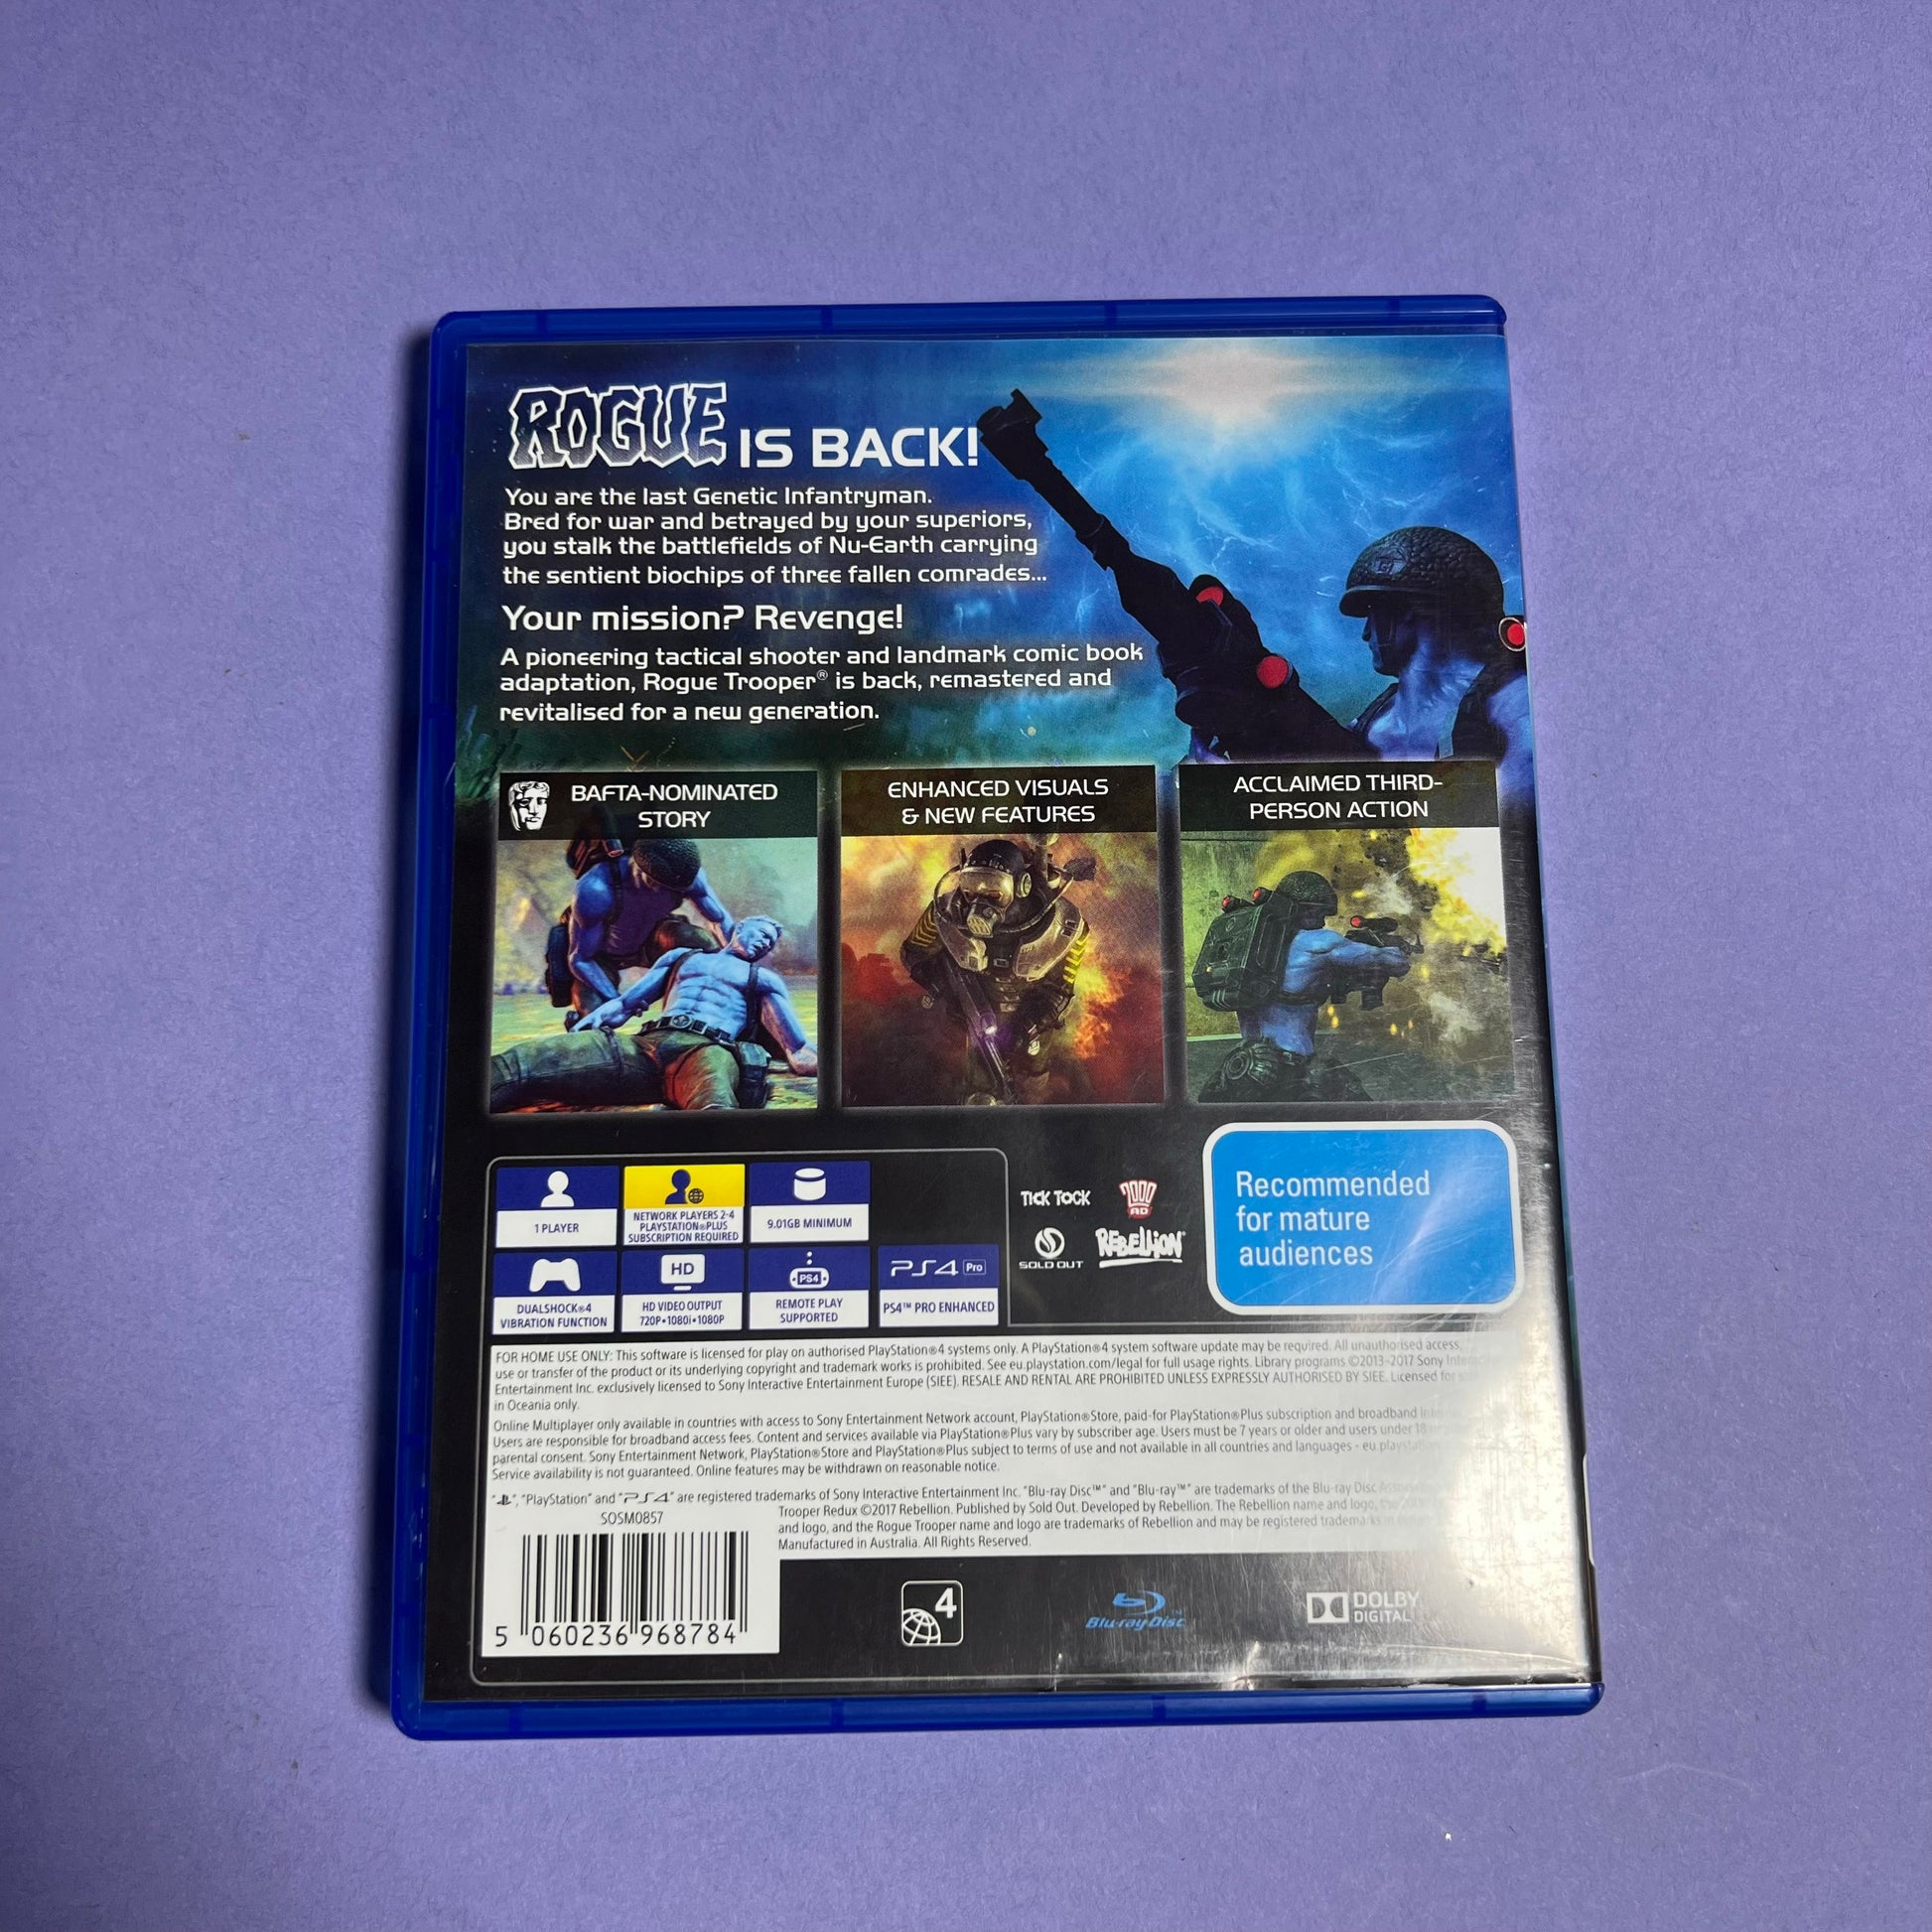 ROGUE IS BACK!
You are the last Genetic Infantryman.
Bred for war and betrayed by your superiors,
you stalk the battlefields of Nu-Earth carrying
the sentient biochips of three fallen comrades...
Your mission? Revenge!
A pioneering tactical shooter and landmark comic book
adaptation, Rogue Trooper® is back, remastered and
revitalised for a new generation.
BAFTA-NOMINATED
STORY
ENHANCED VISUALS
& NEW FEATURES
ACCLAIMED THIRD-
PERSON ACTION
1 PLAYER
NETWORK PLAYERS 2-4
PLAYSTATION®PLUS
SUBSCRIPTION REQUIRED
9.01GB MINIMUM
DUALSHOCK®4
VIBRATION FUNCTION
HD
HD VIDEO OUTPUT
720P•1080i•1080P
PS4
REMOTE PLAY
SUPPORTED
PS4 Pro
PS4™ PRO ENHANCED
TICK TOCK
2000
AD
SOLD OUT
REBELLION
Recommended
for mature
audiences
FOR HOME USE ONLY: This software is licensed for play on authorised PlayStation®4 systems only. A PlayStation®4 system software update may be required. All unauthorised access,
use or transfer of the product or its underlying copyright and trademark works is prohibited. See eu.playstation.com/legal for full usage rights. Library programs ©2013-2017 Sony
Entertainment Inc. exclusively licensed to Sony Interactive Entertainment Europe (SIEE). RESALE AND RENTAL ARE PROHIBITED UNLESS EXPRESSLY AUTHORISED BY SIEE. Licensed for
in Oceania only.
Online Multiplayer only available in countries with access to Sony Entertainment Network account, PlayStation®Store, paid-for PlayStation®Plus subscription and broadband
Users are responsible for broadband access fees. Content and services available via PlayStation®Plus vary by subscriber age. Users must be 7 years or older and users under 18
parental consent. Sony Entertainment Network, PlayStation®Store and PlayStation®Plus subject to terms of use and not available in all countries and languages -
Service availability is not guaranteed. Online features may be withdrawn on reasonable notice.
"", "PlayStation" and "PS4" are registered trademarks of Sony Interactive Entertainment Inc. "Blu-ray Disc™" and "Blu-ray™" are trademarks of the Blu-ray Disc
Trooper Redux ©2017 Rebellion. Published by Sold Out. Developed by Rebellion. The Rebellion name and logo,
and logo, and the Rogue Trooper name and logo are trademarks of Rebellion and may be registered trademarks
Manufactured in Australia. All Rights Reserved.
SOSM0857
5 060236 968784
4
Blu-ray Disc
DOLBY
DIGITAL